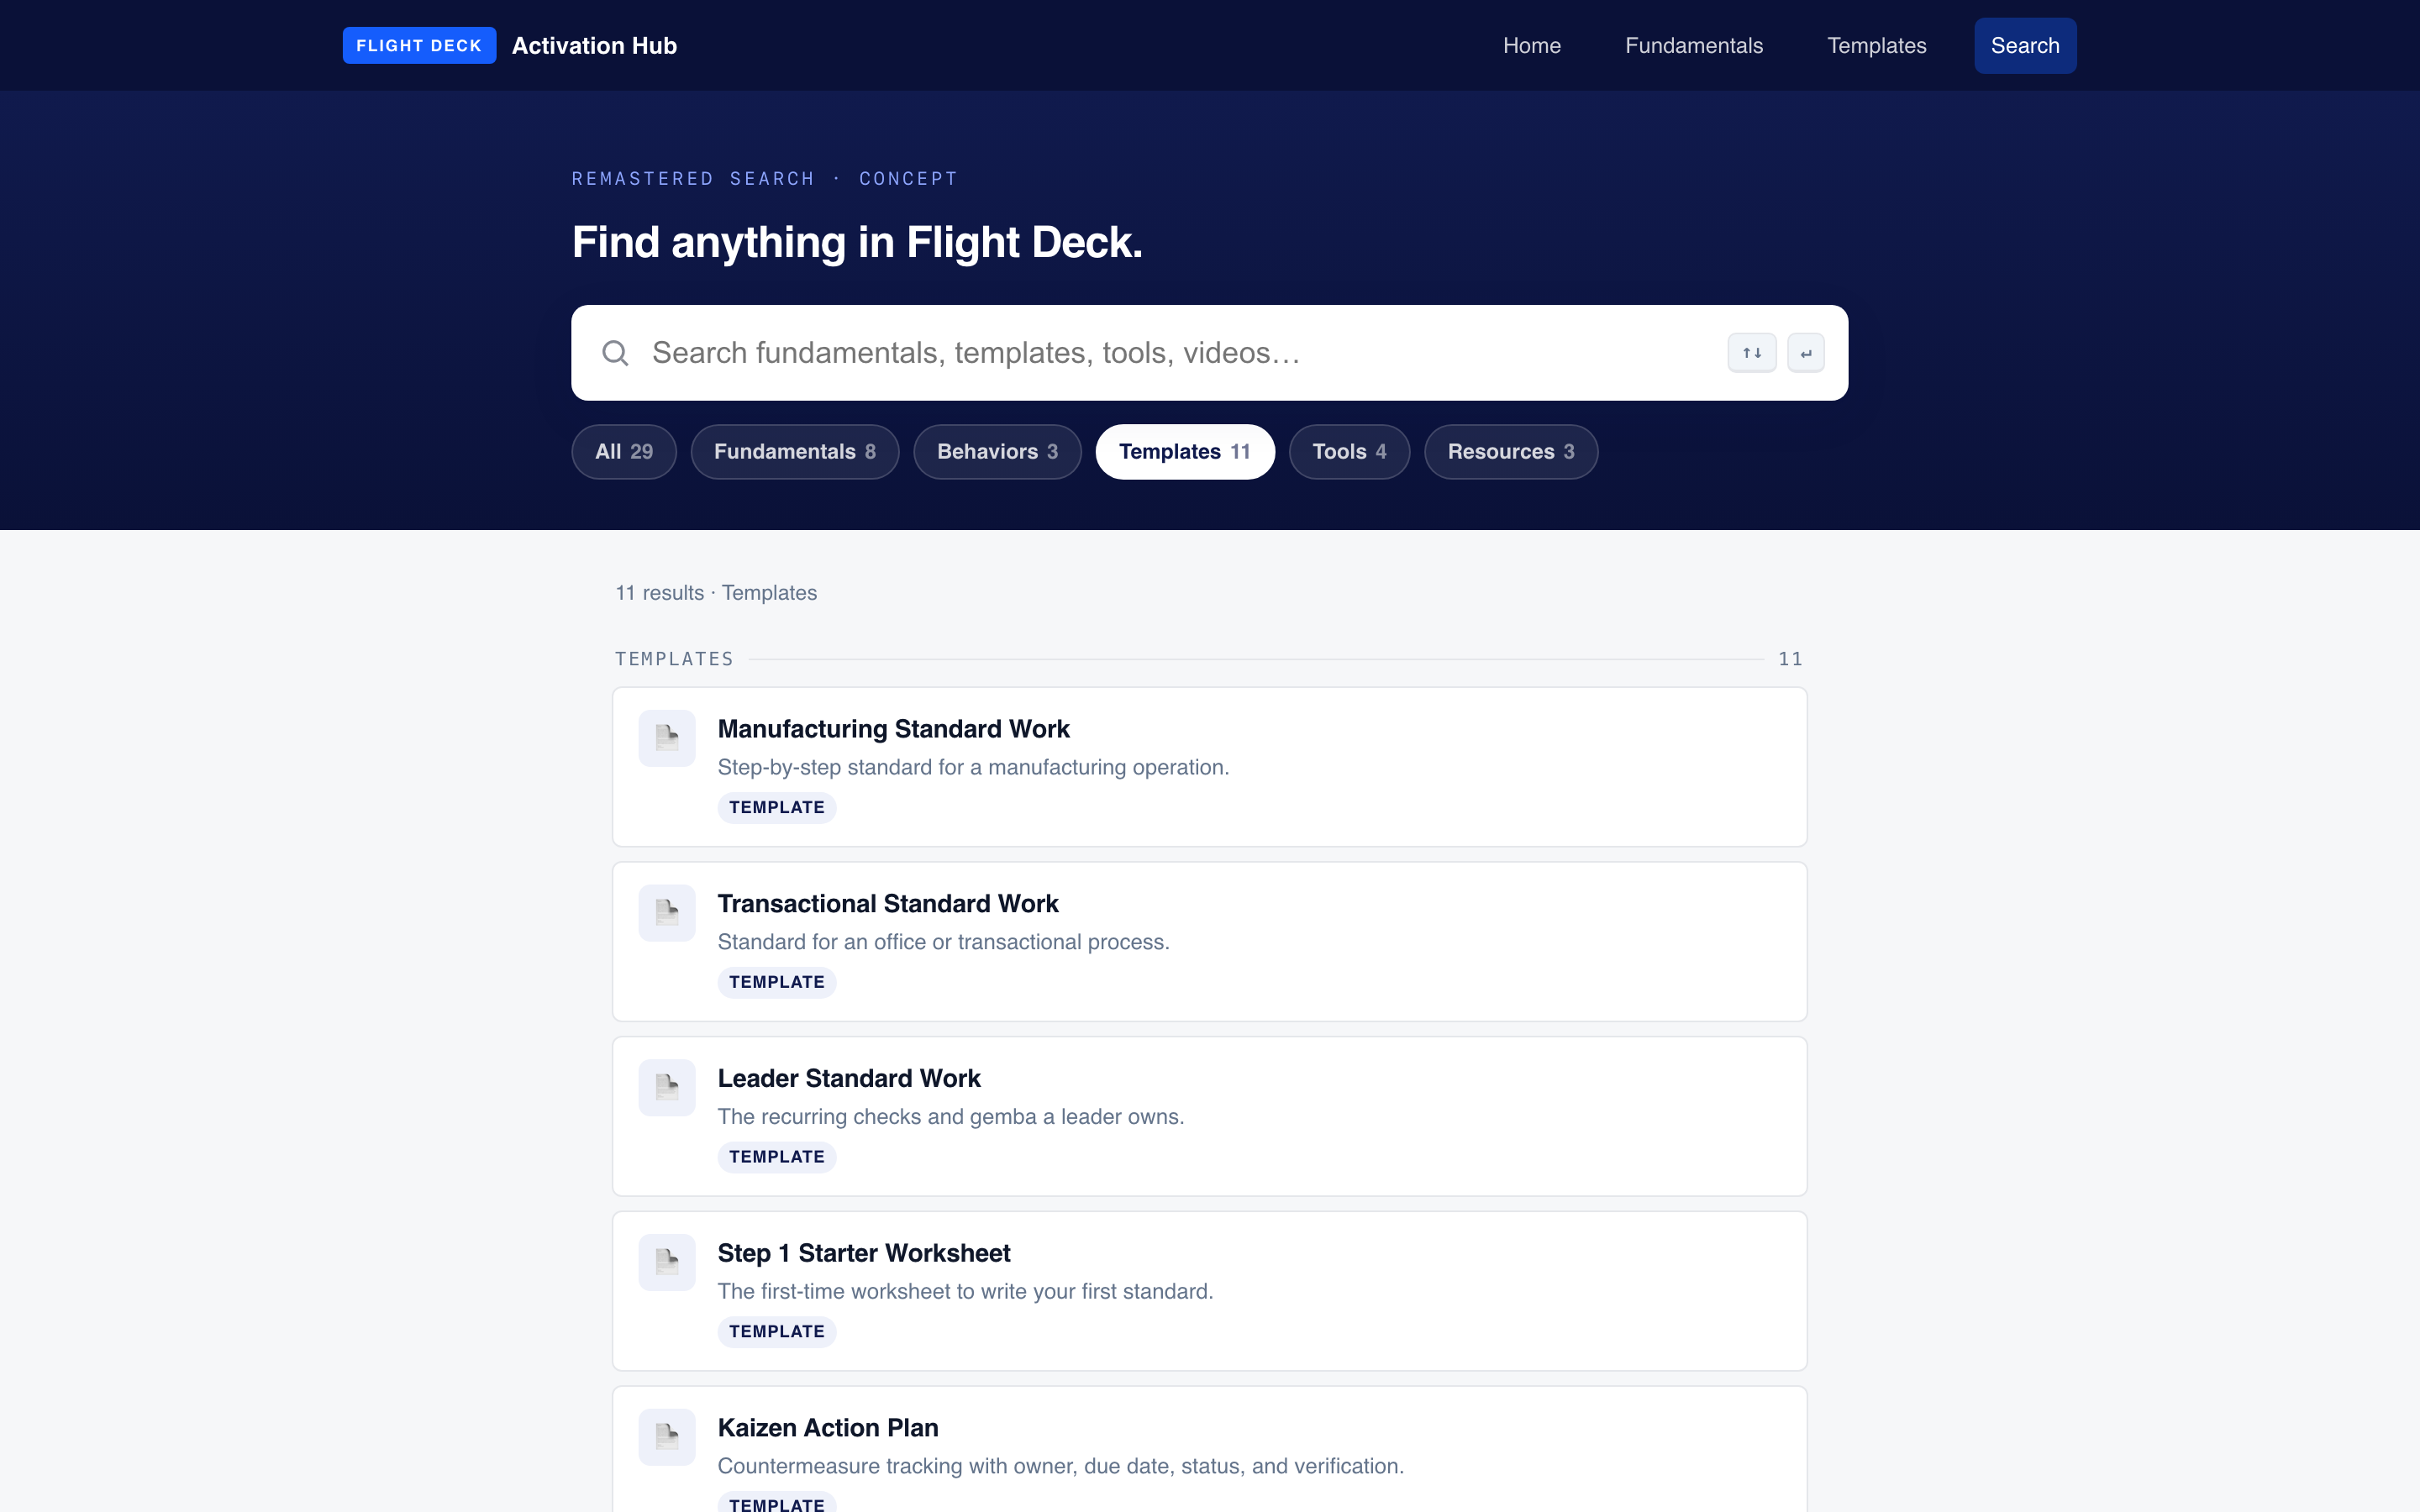 FLIGHT DECK Activation Hub Home Fundamentals Templates Search
REMASTERED SEARCH · CONCEPT
Find anything in Flight Deck.
Search fundamentals, templates, tools, videos… ↑↓ ↵
All 29 Fundamentals 8 Behaviors 3 Templates 11 Tools 4 Resources 3
11 results · Templates
TEMPLATES 11
Manufacturing Standard Work
Step-by-step standard for a manufacturing operation.
TEMPLATE
Transactional Standard Work
Standard for an office or transactional process.
TEMPLATE
Leader Standard Work
The recurring checks and gemba a leader owns.
TEMPLATE
Step 1 Starter Worksheet
The first-time worksheet to write your first standard.
TEMPLATE
Kaizen Action Plan
Countermeasure tracking with owner, due date, status, and verification.
TEMPLATE